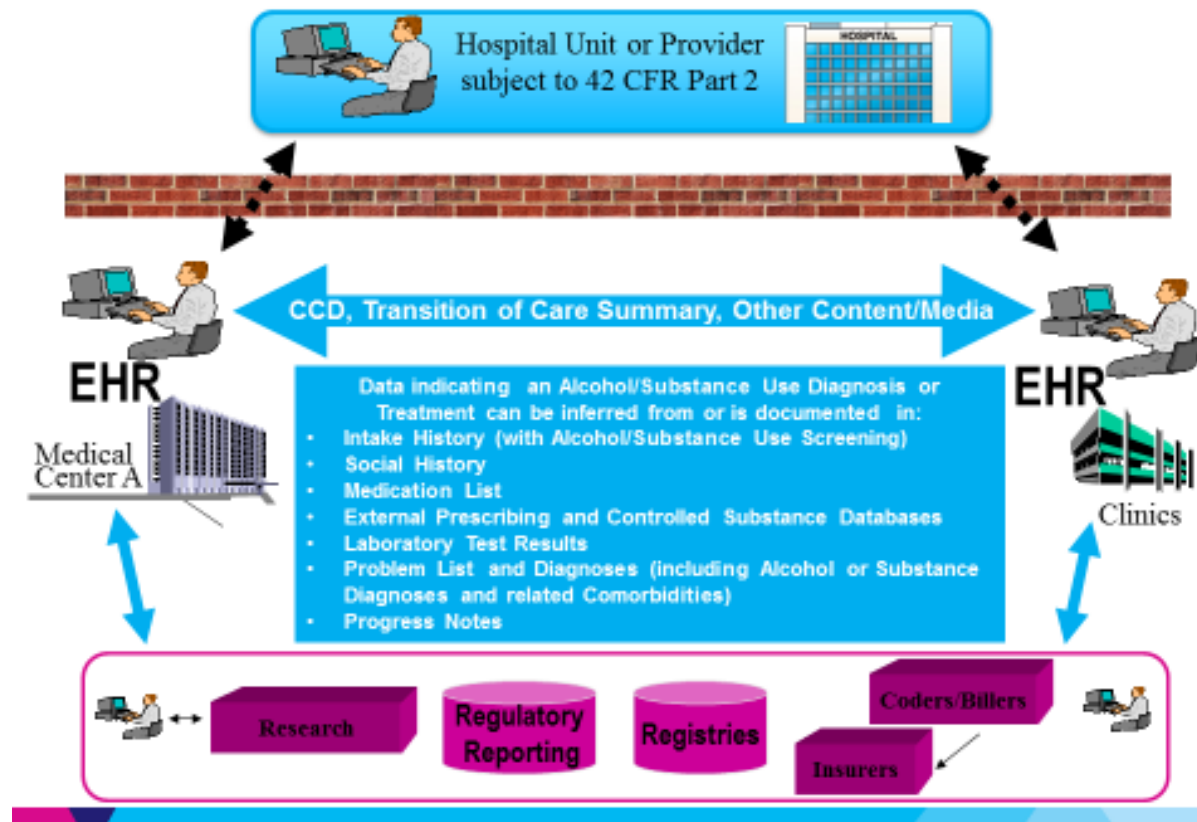 Hospital Unit or Provider
subject to 42 CFR Part 2
HOSPITAL
CCD, Transition of Care Summary, Other Content/Media
EHR
EHR
Medical
Center A
Clinics
Data indicating an Alcohol/Substance Use Diagnosis or
Treatment can be inferred from or is documented in:
• Intake History (with Alcohol/Substance Use Screening)
• Social History
• Medication List
• External Prescribing and Controlled Substance Databases
• Laboratory Test Results
• Problem List and Diagnoses (including Alcohol or Substance
Diagnoses and related Comorbidities)
• Progress Notes
Research
Regulatory
Reporting
Registries
Coders/Billers
Insurers